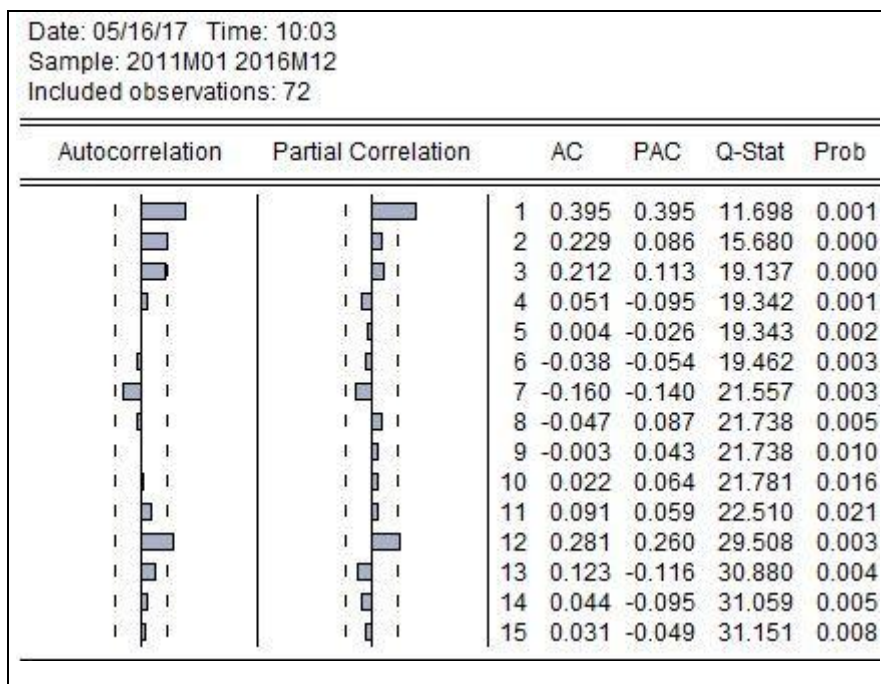 Date: 05/16/17 Time: 10:03
Sample: 2011M01 2016M12
Included observations: 72
Autocorrelation Partial Correlation AC PAC Q-Stat Prob
1 0.395 0.395 11.698 0.001
2 0.229 0.086 15.680 0.000
3 0.212 0.113 19.137 0.000
4 0.051 -0.095 19.342 0.001
5 0.004 -0.026 19.343 0.002
6 -0.038 -0.054 19.462 0.003
7 -0.160 -0.140 21.557 0.003
8 -0.047 0.087 21.738 0.005
9 -0.003 0.043 21.738 0.010
10 0.022 0.064 21.781 0.016
11 0.091 0.059 22.510 0.021
12 0.281 0.260 29.508 0.003
13 0.123 -0.116 30.880 0.004
14 0.044 -0.095 31.059 0.005
15 0.031 -0.049 31.151 0.008